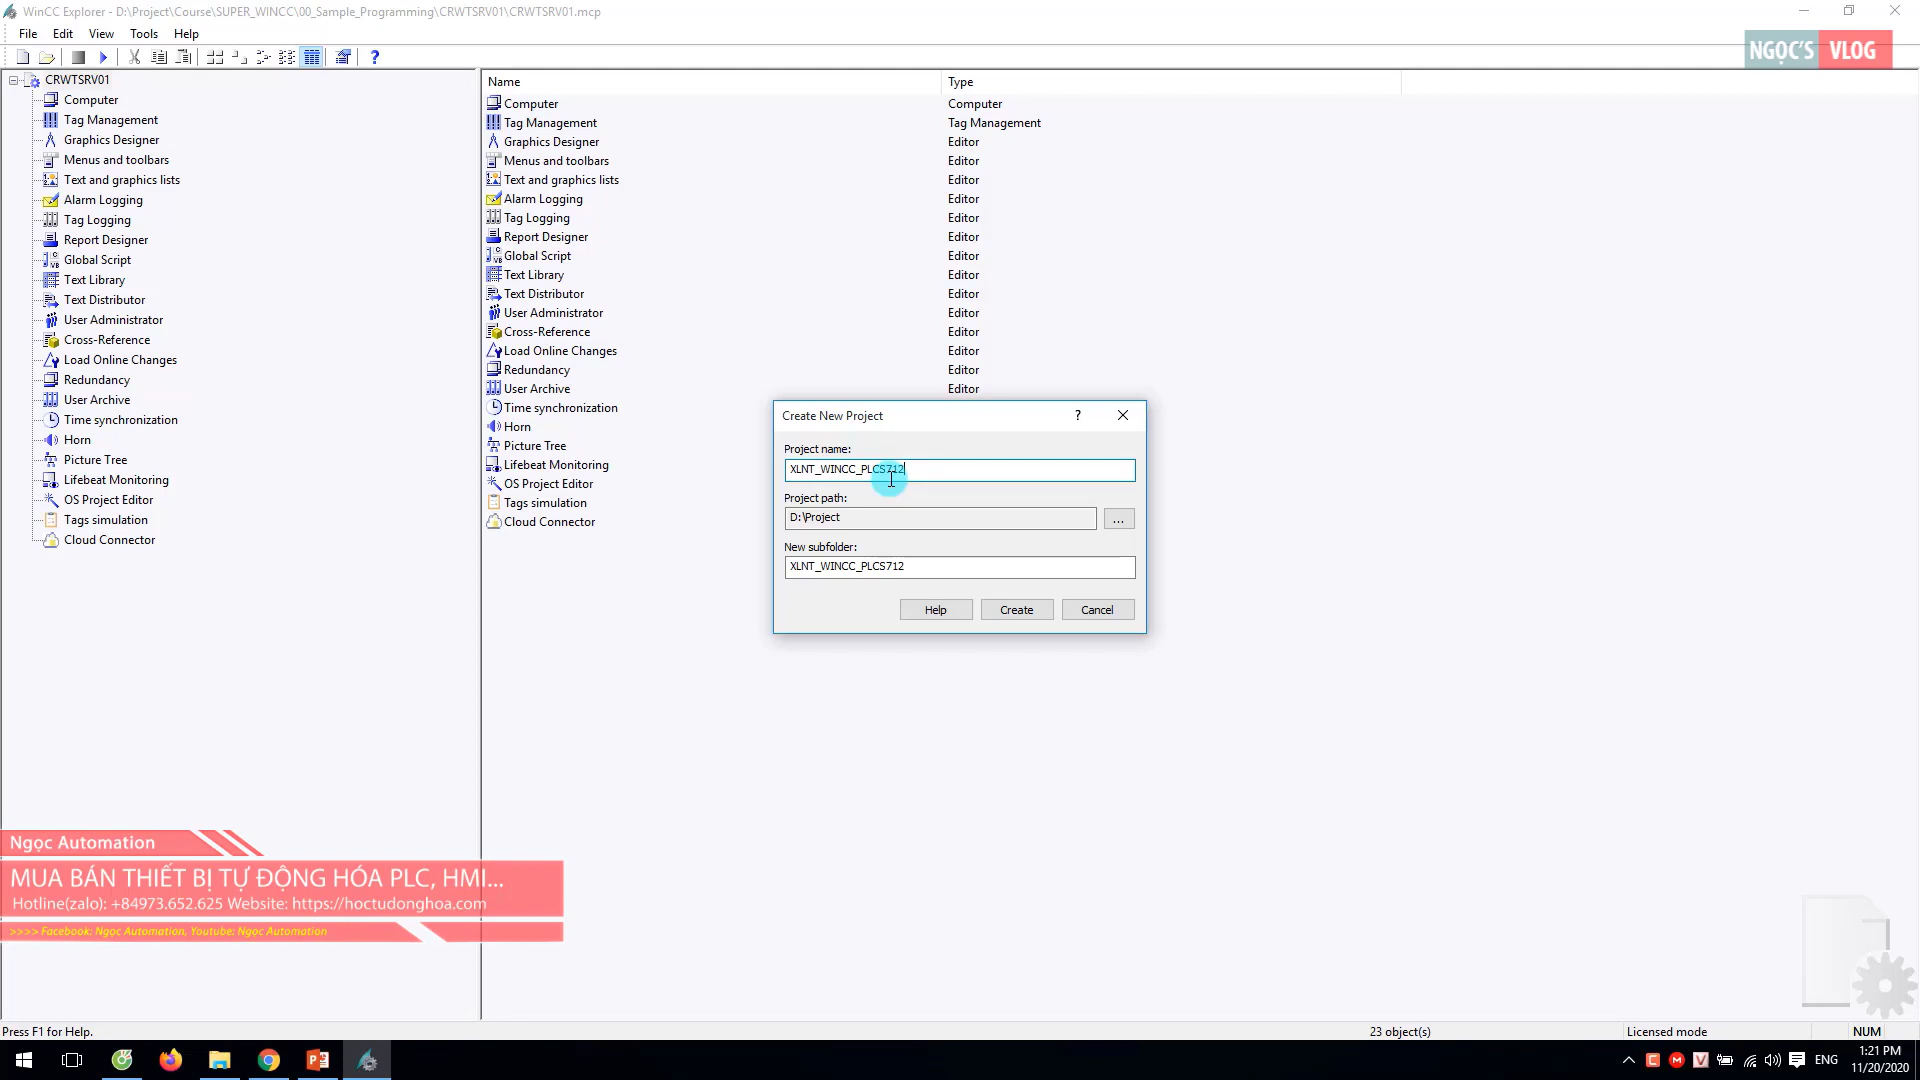 WinCC Explorer - D:\Project\Course\SUPER_WINCC\00_Sample_Programming\CRWTSRV01\CRWTSRV01.mcp
File Edit View Tools Help
NGỌC'S VLOG
CRWTSRV01
Computer
Tag Management
Graphics Designer
Menus and toolbars
Text and graphics lists
Alarm Logging
Tag Logging
Report Designer
Global Script
Text Library
Text Distributor
User Administrator
Cross-Reference
Load Online Changes
Redundancy
User Archive
Time synchronization
Horn
Picture Tree
Lifebeat Monitoring
OS Project Editor
Tags simulation
Cloud Connector
Name Type
Computer Computer
Tag Management Tag Management
Graphics Designer Editor
Menus and toolbars Editor
Text and graphics lists Editor
Alarm Logging Editor
Tag Logging Editor
Report Designer Editor
Global Script Editor
Text Library Editor
Text Distributor Editor
User Administrator Editor
Cross-Reference Editor
Load Online Changes Editor
Redundancy Editor
User Archive Editor
Time synchronization
Horn
Picture Tree
Lifebeat Monitoring
OS Project Editor
Tags simulation
Cloud Connector
Create New Project ?
Project name:
XLNT_WINCC_PLCS712
Project path:
D:\Project ...
New subfolder:
XLNT_WINCC_PLCS712
Help Create Cancel
Ngọc Automation
MUA BÁN THIẾT BỊ TỰ ĐỘNG HÓA PLC, HMI...
Hotline(zalo): +84973.652.625 Website: https://hoctudonghoa.com
>>>> Facebook: Ngọc Automation, Youtube: Ngọc Automation
Press F1 for Help. 23 object(s) Licensed mode NUM
ENG 1:21 PM
11/20/2020